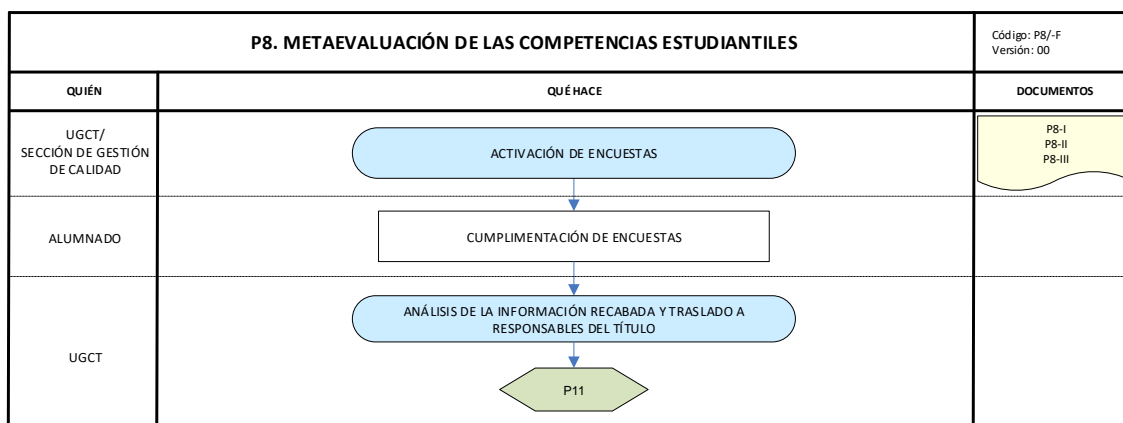 P8. METAEVALUACIÓN DE LAS COMPETENCIAS ESTUDIANTILES
Código: P8/-F
Versión: 00
QUIÉN
QUÉ HACE
DOCUMENTOS
UGCT/
SECCIÓN DE GESTIÓN
DE CALIDAD
ACTIVACIÓN DE ENCUESTAS
P8-I
P8-II
P8-III
ALUMNADO
CUMPLIMENTACIÓN DE ENCUESTAS
UGCT
ANÁLISIS DE LA INFORMACIÓN RECABADA Y TRASLADO A
RESPONSABLES DEL TÍTULO
P11